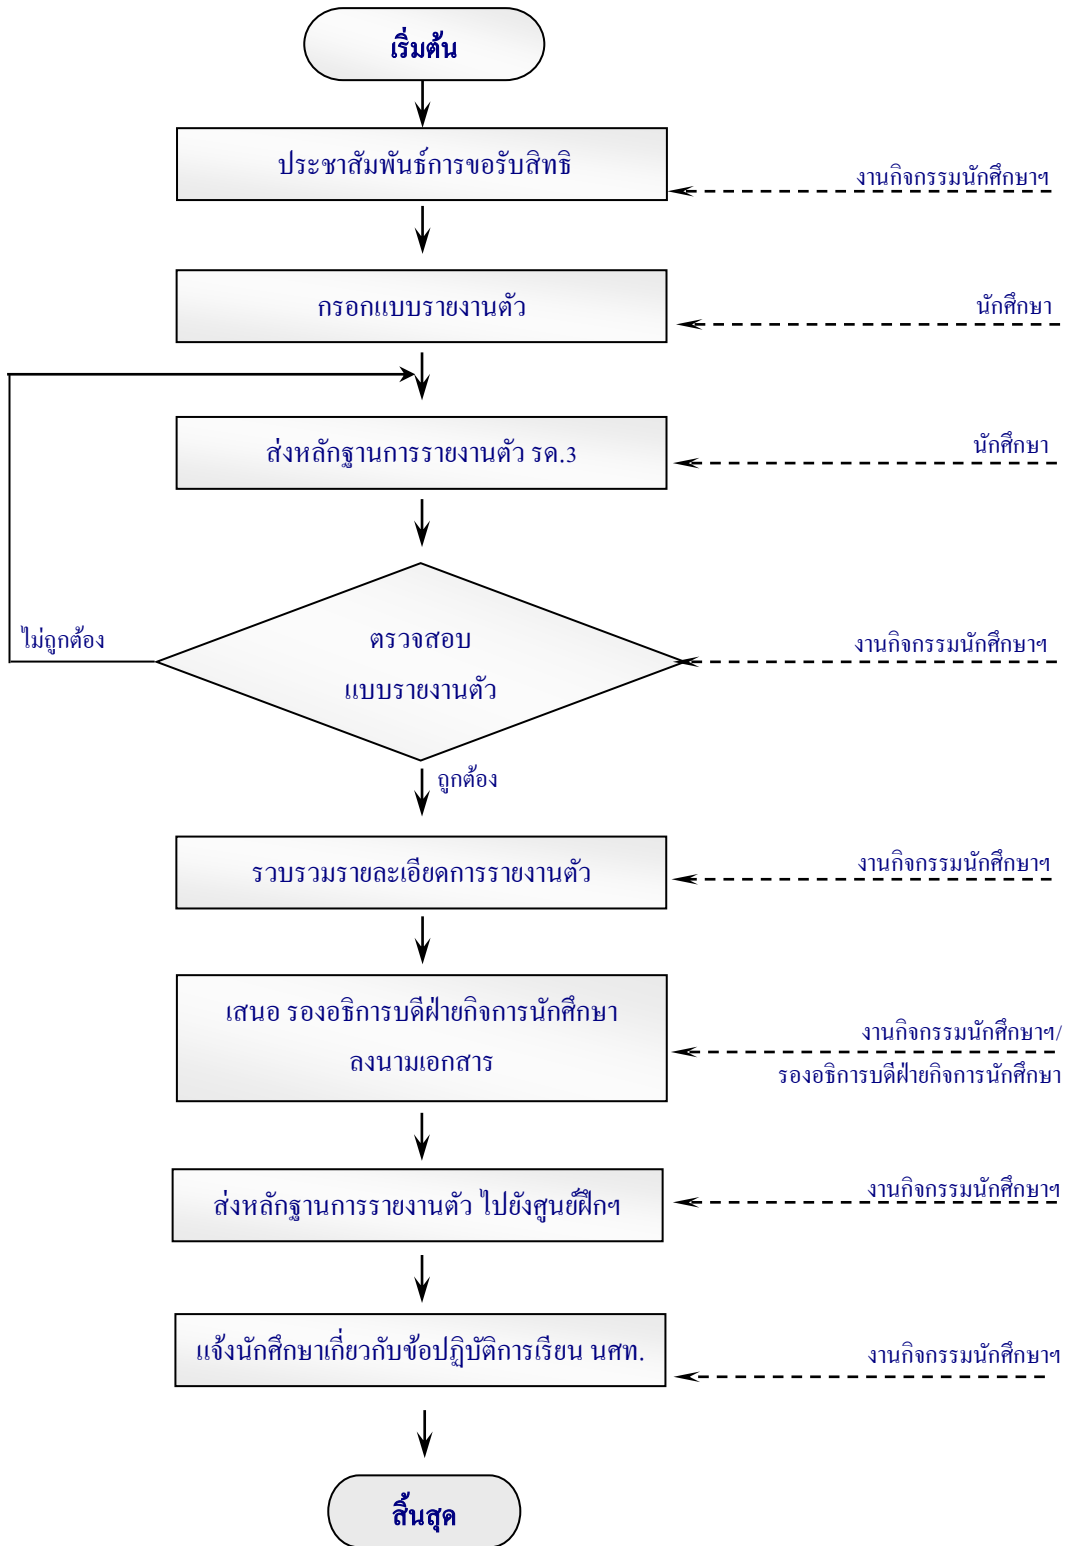 เริ่มต้น
ประชาสัมพันธ์การขอรับสิทธิ
งานกิจกรรมนักศึกษาฯ
กรอกแบบรายงานตัว
นักศึกษา
ส่งหลักฐานการรายงานตัว รด.3
นักศึกษา
ไม่ถูกต้อง
ตรวจสอบ
แบบรายงานตัว
งานกิจกรรมนักศึกษาฯ
ถูกต้อง
รวบรวมรายละเอียดการรายงานตัว
งานกิจกรรมนักศึกษาฯ
เสนอ รองอธิการบดีฝ่ายกิจการนักศึกษา
ลงนามเอกสาร
งานกิจกรรมนักศึกษาฯ/
รองอธิการบดีฝ่ายกิจการนักศึกษา
ส่งหลักฐานการรายงานตัว ไปยังศูนย์ฝึกฯ
งานกิจกรรมนักศึกษาฯ
แจ้งนักศึกษาเกี่ยวกับข้อปฏิบัติการเรียน นศท.
งานกิจกรรมนักศึกษาฯ
สิ้นสุด